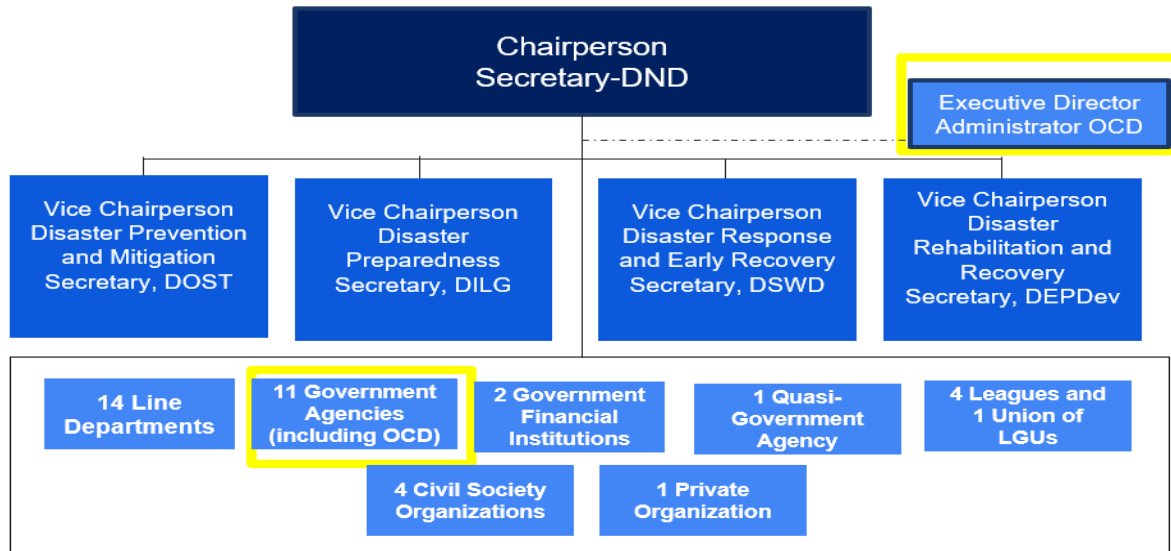 Chairperson
Secretary-DND
Executive Director
Administrator OCD
Vice Chairperson
Disaster Prevention
and Mitigation
Secretary, DOST
Vice Chairperson
Disaster
Preparedness
Secretary, DILG
Vice Chairperson
Disaster Response
and Early Recovery
Secretary, DSWD
Vice Chairperson
Disaster
Rehabilitation and
Recovery
Secretary, DEPDev
14 Line
Departments
11 Government
Agencies
(including OCD)
2 Government
Financial
Institutions
1 Quasi-
Government
Agency
4 Leagues and
1 Union of
LGUs
4 Civil Society
Organizations
1 Private
Organization